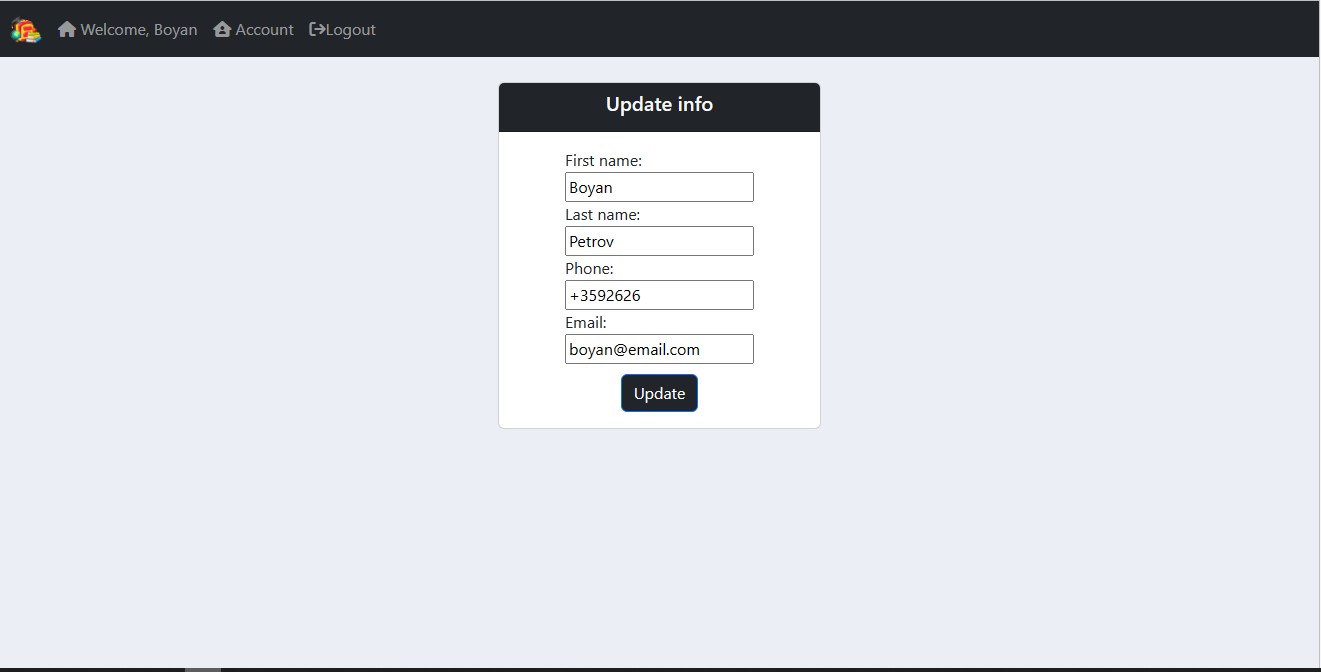 Welcome, Boyan Account Logout
Update info
First name:
Boyan
Last name:
Petrov
Phone:
+3592626
Email:
boyan@email.com
Update